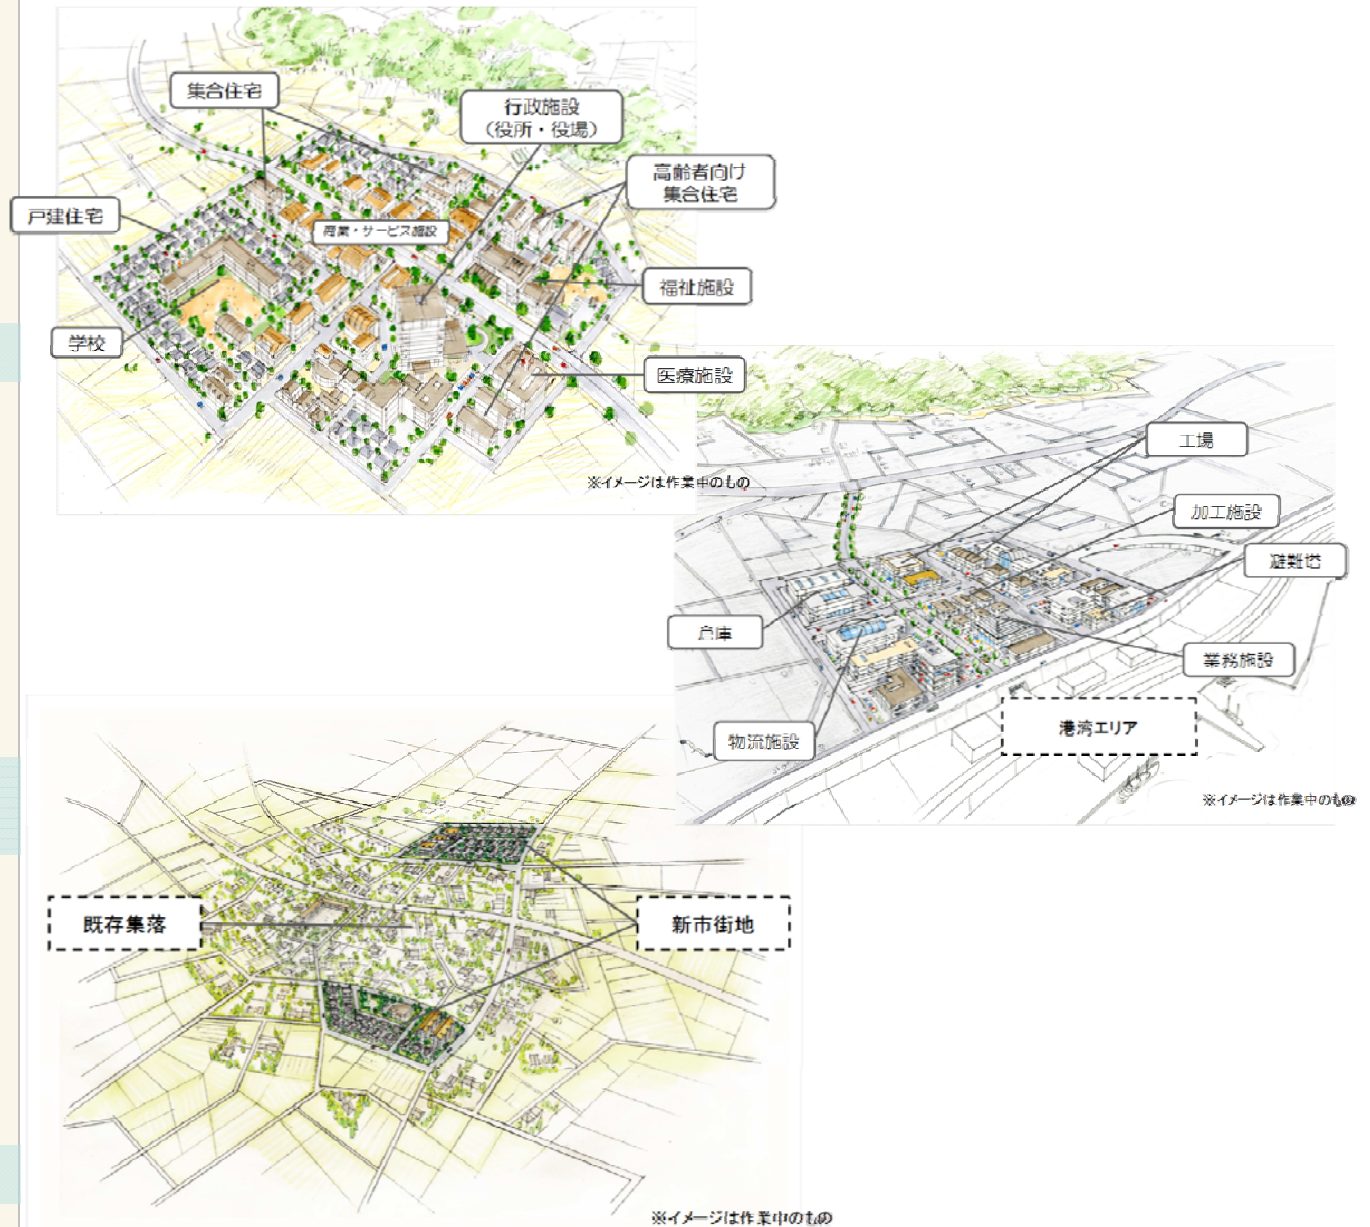 集合住宅
行政施設
（役所・役場）
高齢者向け
集合住宅
戸建住宅
商業・サービス施設
福祉施設
学校
医療施設
※イメージは作業中のもの
工場
加工施設
避難塔
倉庫
業務施設
港湾エリア
物流施設
※イメージは作業中のもの
既存集落
新市街地
※イメージは作業中のもの